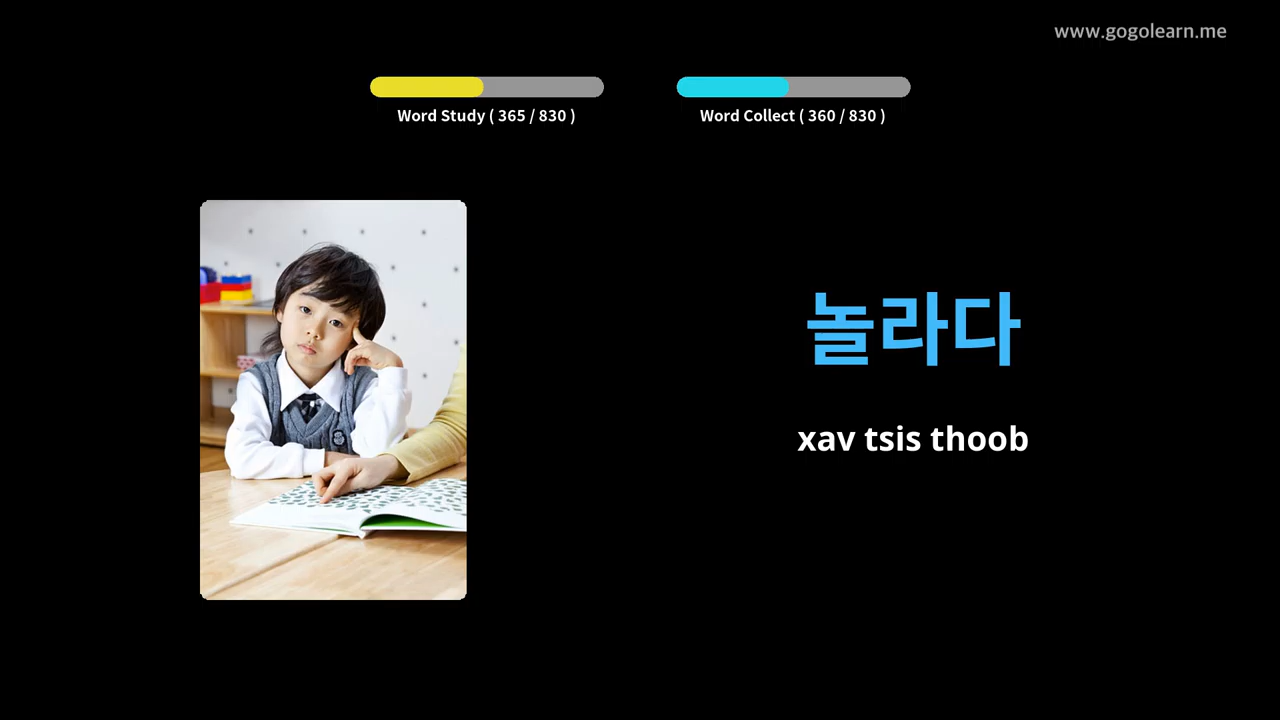 www.gogolearn.me
Word Study ( 365 / 830 )
Word Collect ( 360 / 830 )
놀라다
xav tsis thoob